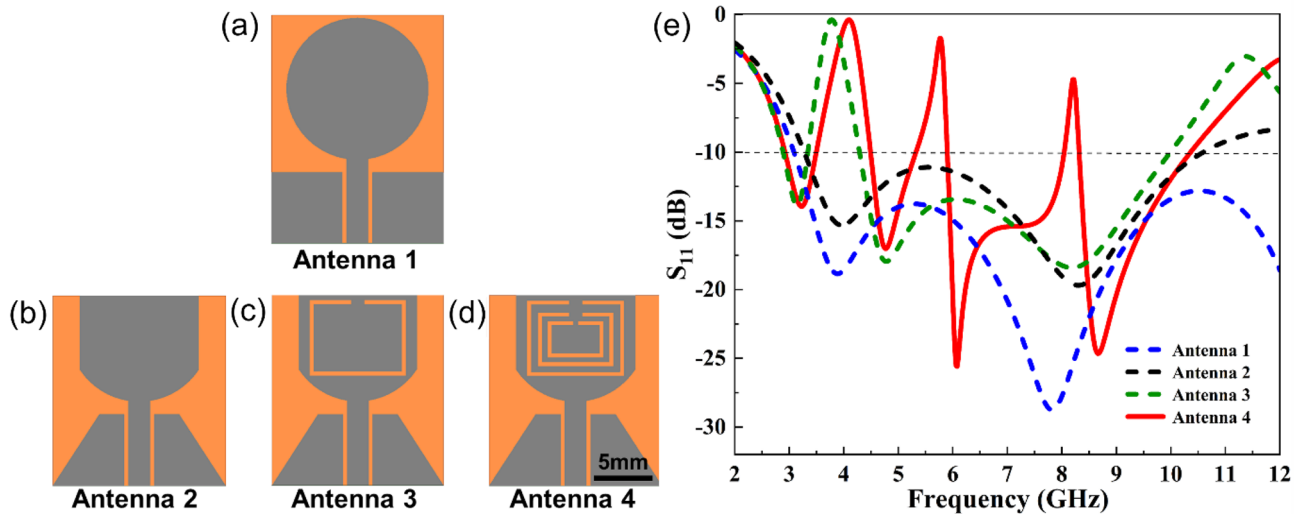 (a)
Antenna 1
(b)
(c)
(d)
5mm
Antenna 2
Antenna 3
Antenna 4
(e)
0
-5
-10
-15
-20
-25
-30
S11 (dB)
Antenna 1
Antenna 2
Antenna 3
Antenna 4
2 3 4 5 6 7 8 9 10 11 12
Frequency (GHz)